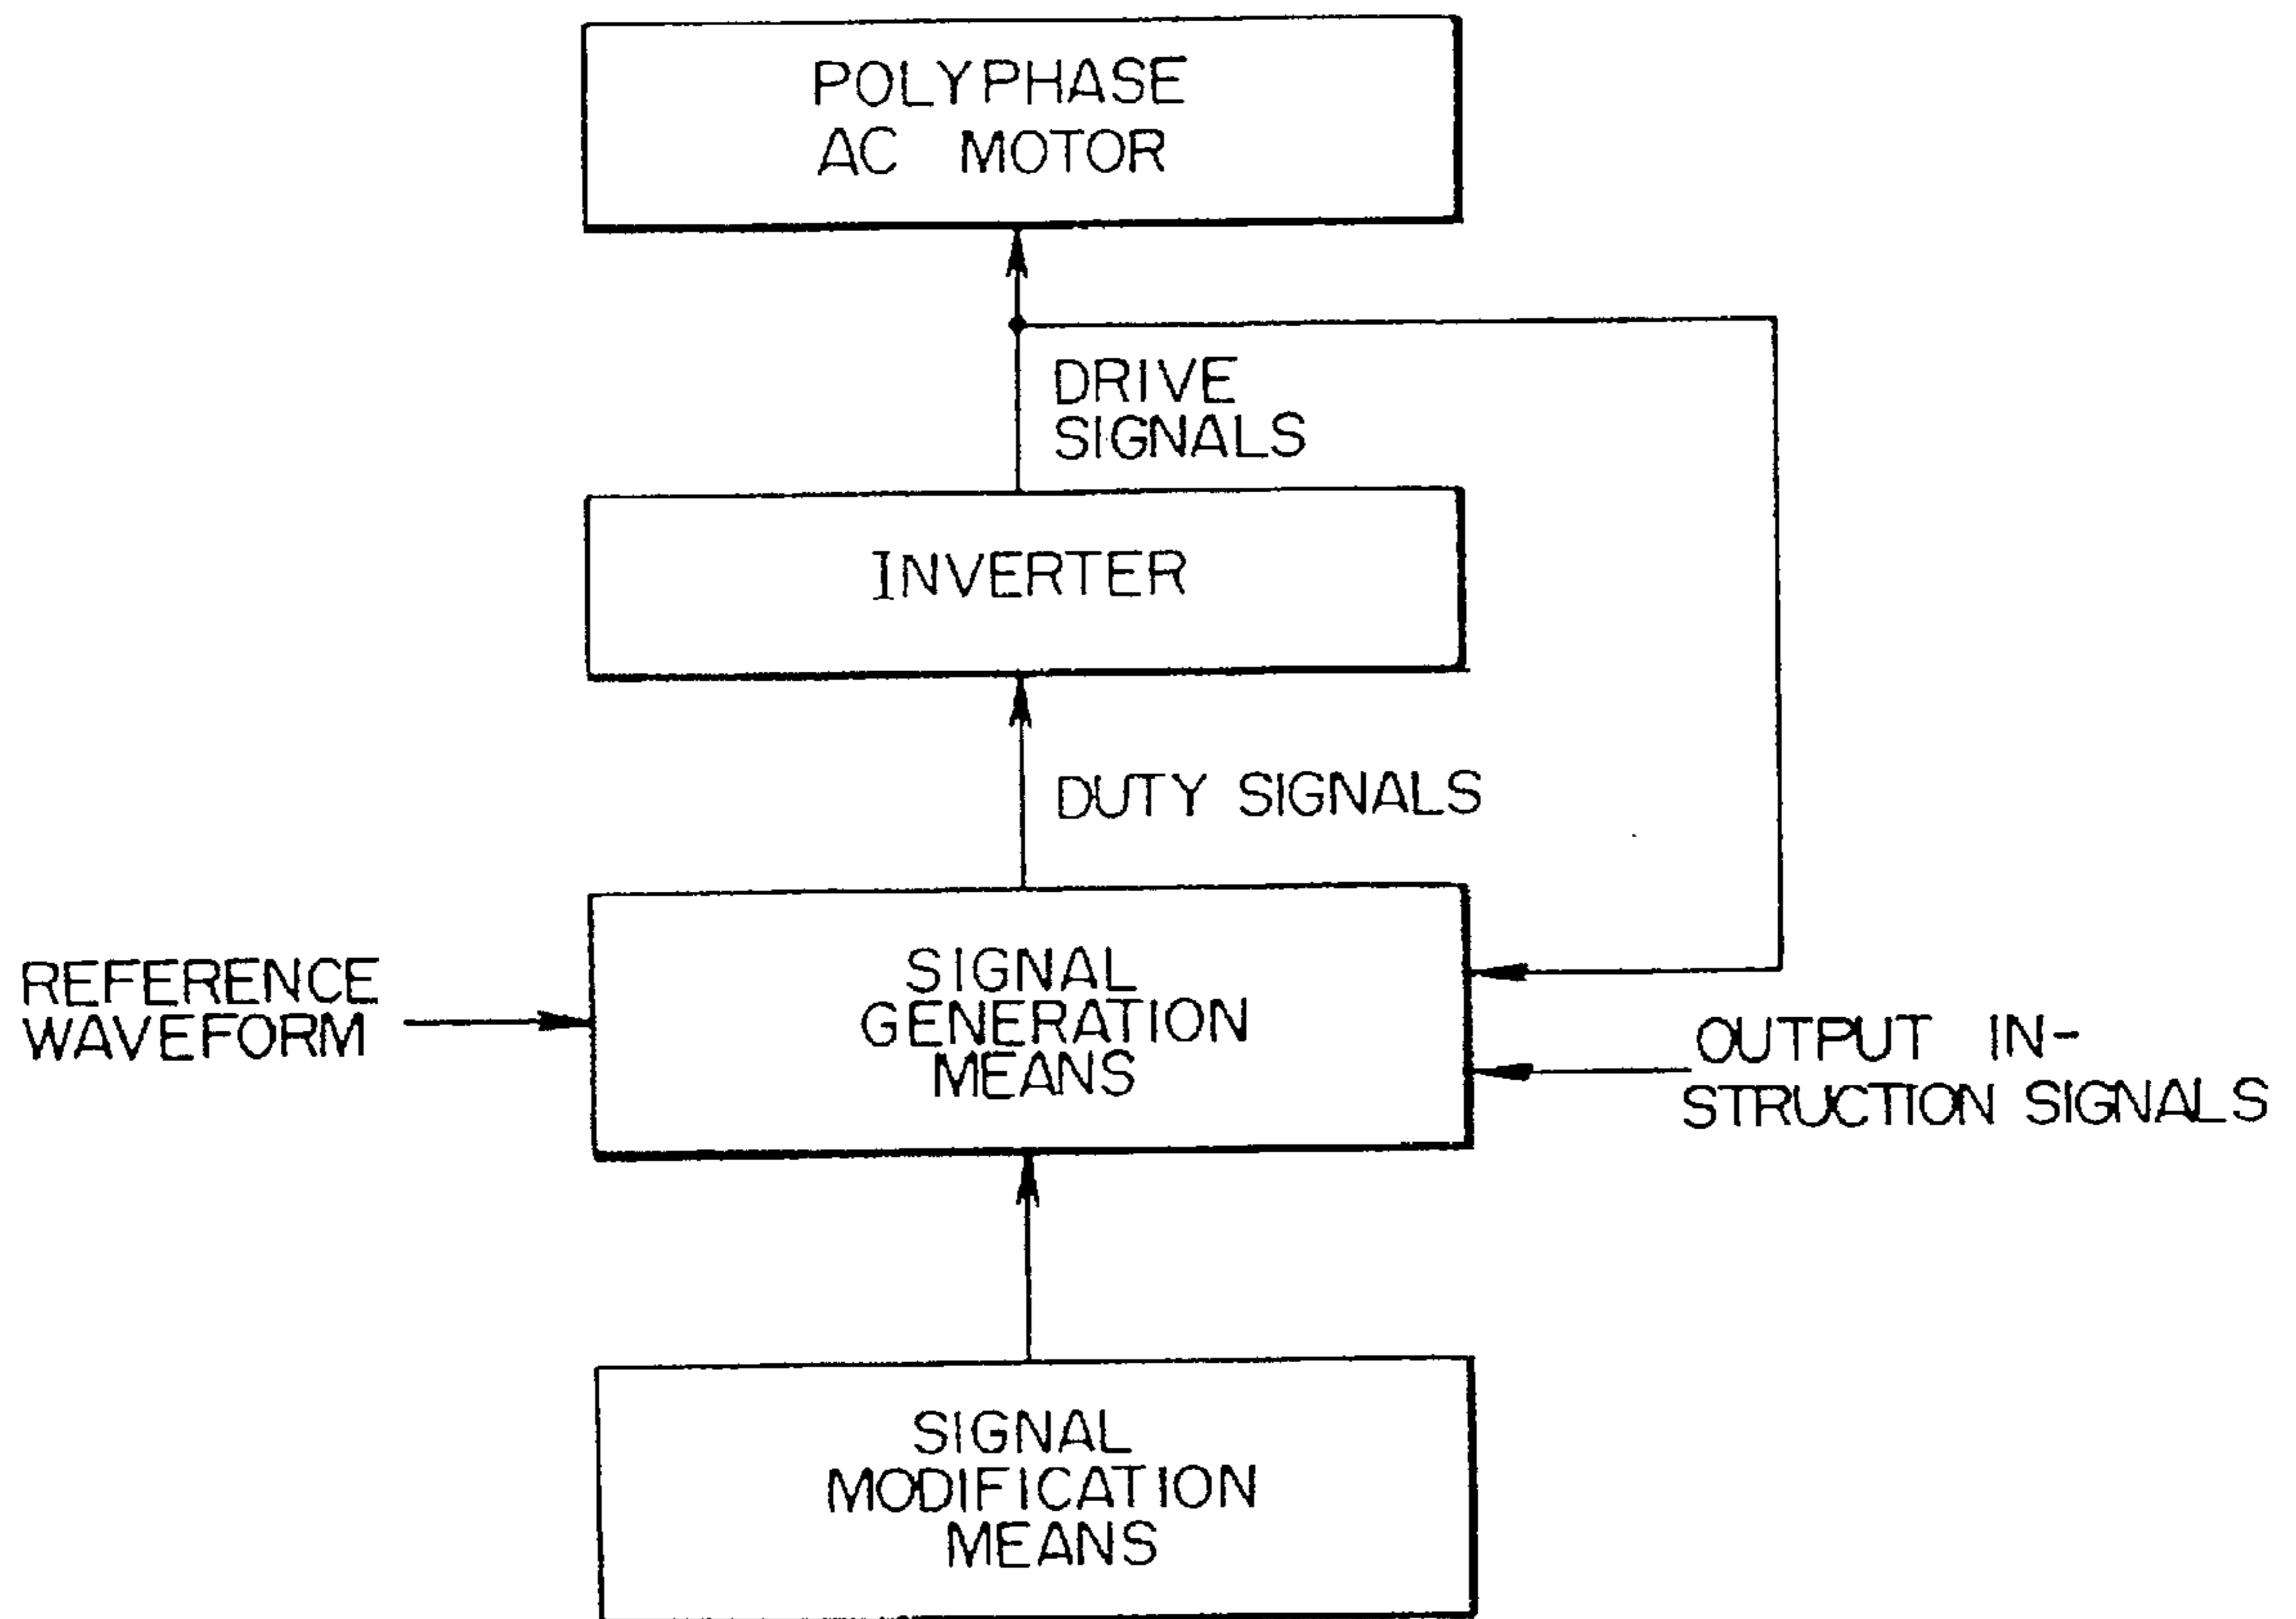 POLYPHASE
AC MOTOR
DRIVE
SIGNALS
INVERTER
DUTY SIGNALS
REFERENCE
WAVEFORM
SIGNAL
GENERATION
MEANS
OUTPUT IN-
STRUCTION SIGNALS
SIGNAL
MODIFICATION
MEANS